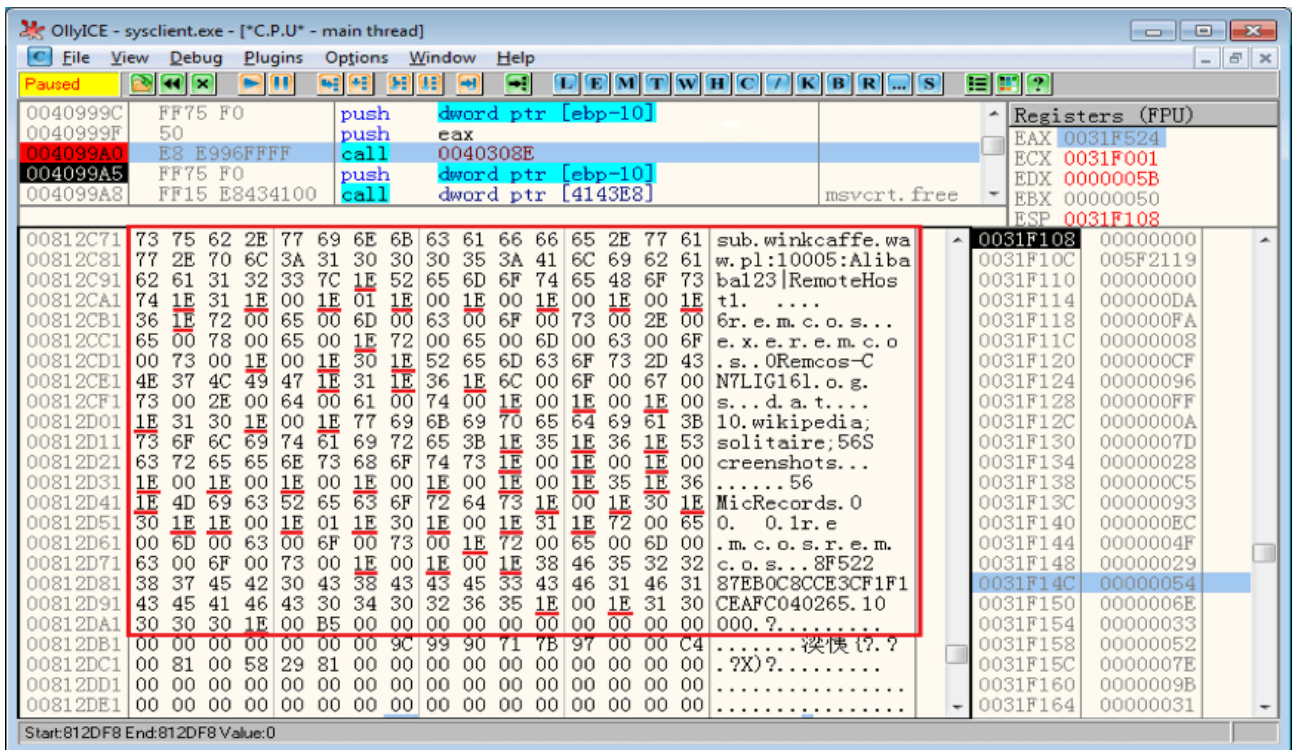 OllyICE - sysclient.exe - [*C.P.U* - main thread]
File View Debug Plugins Options Window Help
Paused L E M T W H C / K B R ... S ?
0040999C FF75 F0 push dword ptr [ebp-10]
0040999F 50 push eax
004099A0 E8 E996FFFF call 0040308E
004099A5 FF75 F0 push dword ptr [ebp-10]
004099A8 FF15 E8434100 call dword ptr [4143E8] msvcrt.free
Registers (FPU)
EAX 0031F524
ECX 0031F001
EDX 0000005B
EBX 00000050
ESP 0031F108
00812C71 73 75 62 2E 77 69 6E 6B 63 61 66 66 65 2E 77 61 sub.winkcaffe.wa
00812C81 77 2E 70 6C 3A 31 30 30 30 35 3A 41 6C 69 62 61 w.pl:10005:Aliba
00812C91 62 61 31 32 33 7C 1E 52 65 6D 6F 74 65 48 6F 73 ba123|RemoteHos
00812CA1 74 1E 31 1E 00 1E 01 1E 00 1E 00 1E 00 1E 00 1E t1. ....
00812CB1 36 1E 72 00 65 00 6D 00 63 00 6F 00 73 00 2E 00 6r.e.m.c.o.s...
00812CC1 65 00 78 00 65 00 1E 72 00 65 00 6D 00 63 00 6F e.x.e.r.e.m.c.o
00812CD1 00 73 00 1E 00 1E 30 1E 52 65 6D 63 6F 73 2D 43 .s..0Remcos-C
00812CE1 4E 37 4C 49 47 1E 31 1E 36 1E 6C 00 6F 00 67 00 N7LIG16l.o.g.
00812CF1 73 00 2E 00 64 00 61 00 74 00 1E 00 1E 00 1E 00 s...d.a.t....
00812D01 1E 31 30 1E 00 1E 77 69 6B 69 70 65 64 69 61 3B 10.wikipedia;
00812D11 73 6F 6C 69 74 61 69 72 65 3B 1E 35 1E 36 1E 53 solitaire;56S
00812D21 63 72 65 65 6E 73 68 6F 74 73 1E 00 1E 00 1E 00 creenshots...
00812D31 1E 00 1E 00 1E 00 1E 00 1E 00 1E 00 1E 35 1E 36 ......56
00812D41 1E 4D 69 63 52 65 63 6F 72 64 73 1E 00 1E 30 1E MicRecords.0
00812D51 30 1E 1E 00 1E 01 1E 30 1E 00 1E 31 1E 72 00 65 0. 0.1r.e
00812D61 00 6D 00 63 00 6F 00 73 00 1E 72 00 65 00 6D 00 .m.c.o.s.r.e.m.
00812D71 63 00 6F 00 73 00 1E 00 1E 00 1E 38 46 35 32 32 c.o.s...8F522
00812D81 38 37 45 42 30 43 38 43 43 45 33 43 46 31 46 31 87EB0C8CCE3CF1F1
00812D91 43 45 41 46 43 30 34 30 32 36 35 1E 00 1E 31 30 CEAFC040265.10
00812DA1 30 30 30 1E 00 B5 00 00 00 00 00 00 00 00 00 00 000.?..........
00812DB1 00 00 00 00 00 00 00 9C 99 90 71 7B 97 00 00 C4 {?.?
00812DC1 00 81 00 58 29 81 00 00 00 00 00 00 00 00 00 00 .?X)?...........
00812DD1 00 00 00 00 00 00 00 00 00 00 00 00 00 00 00 00 ................
00812DE1 00 00 00 00 00 00 00 00 00 00 00 00 00 00 00 00 ................
0031F108 00000000
0031F10C 005F2119
0031F110 00000000
0031F114 000000DA
0031F118 000000FA
0031F11C 00000008
0031F120 000000CF
0031F124 00000096
0031F128 000000FF
0031F12C 0000000A
0031F130 0000007D
0031F134 00000028
0031F138 000000C5
0031F13C 00000093
0031F140 000000EC
0031F144 0000004F
0031F148 00000029
0031F14C 00000054
0031F150 0000006E
0031F154 00000033
0031F158 00000052
0031F15C 0000007E
0031F160 0000009B
0031F164 00000031
Start:812DF8 End:812DF8 Value:0